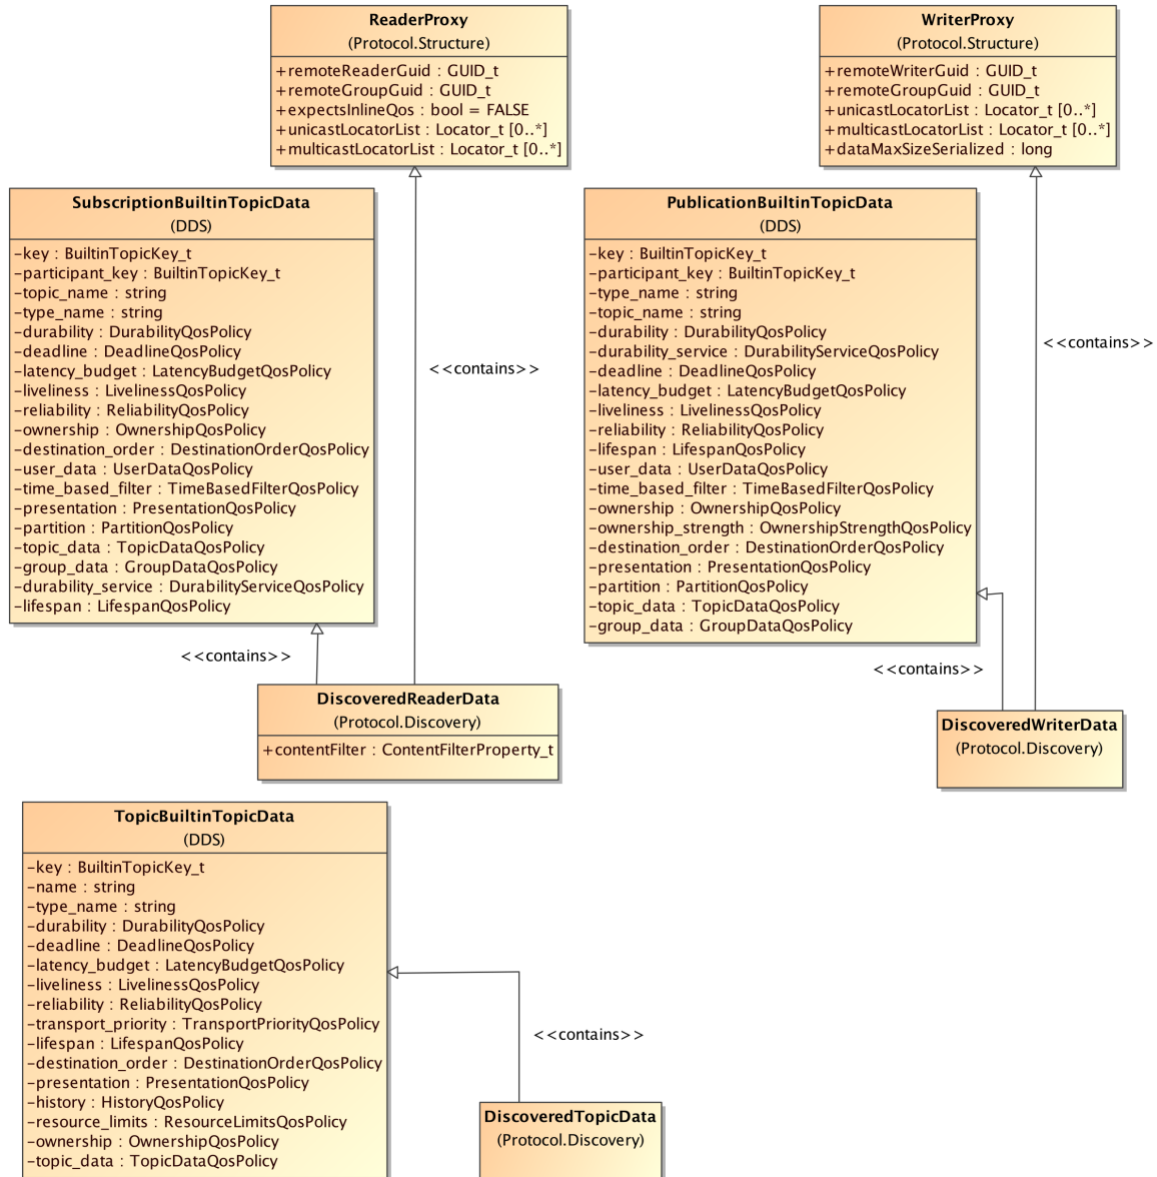 ReaderProxy
(Protocol.Structure)
+remoteReaderGuid : GUID_t
+remoteGroupGuid : GUID_t
+expectsInlineQos : bool = FALSE
+unicastLocatorList : Locator_t [0..*]
+multicastLocatorList : Locator_t [0..*]
WriterProxy
(Protocol.Structure)
+remoteWriterGuid : GUID_t
+remoteGroupGuid : GUID_t
+unicastLocatorList : Locator_t [0..*]
+multicastLocatorList : Locator_t [0..*]
+dataMaxSizeSerialized : long
SubscriptionBuiltinTopicData
(DDS)
-key : BuiltinTopicKey_t
-participant_key : BuiltinTopicKey_t
-topic_name : string
-type_name : string
-durability : DurabilityQosPolicy
-deadline : DeadlineQosPolicy
-latency_budget : LatencyBudgetQosPolicy
-liveliness : LivelinessQosPolicy
-reliability : ReliabilityQosPolicy
-ownership : OwnershipQosPolicy
-destination_order : DestinationOrderQosPolicy
-user_data : UserDataQosPolicy
-time_based_filter : TimeBasedFilterQosPolicy
-presentation : PresentationQosPolicy
-partition : PartitionQosPolicy
-topic_data : TopicDataQosPolicy
-group_data : GroupDataQosPolicy
-durability_service : DurabilityServiceQosPolicy
-lifespan : LifespanQosPolicy
<<contains>>
<<contains>>
PublicationBuiltinTopicData
(DDS)
-key : BuiltinTopicKey_t
-participant_key : BuiltinTopicKey_t
-type_name : string
-topic_name : string
-durability : DurabilityQosPolicy
-durability_service : DurabilityServiceQosPolicy
-deadline : DeadlineQosPolicy
-latency_budget : LatencyBudgetQosPolicy
-liveliness : LivelinessQosPolicy
-reliability : ReliabilityQosPolicy
-lifespan : LifespanQosPolicy
-user_data : UserDataQosPolicy
-time_based_filter : TimeBasedFilterQosPolicy
-ownership : OwnershipQosPolicy
-ownership_strength : OwnershipStrengthQosPolicy
-destination_order : DestinationOrderQosPolicy
-presentation : PresentationQosPolicy
-partition : PartitionQosPolicy
-topic_data : TopicDataQosPolicy
-group_data : GroupDataQosPolicy
<<contains>>
<<contains>>
DiscoveredReaderData
(Protocol.Discovery)
+contentFilter : ContentFilterProperty_t
DiscoveredWriterData
(Protocol.Discovery)
TopicBuiltinTopicData
(DDS)
-key : BuiltinTopicKey_t
-name : string
-type_name : string
-durability : DurabilityQosPolicy
-deadline : DeadlineQosPolicy
-latency_budget : LatencyBudgetQosPolicy
-liveliness : LivelinessQosPolicy
-reliability : ReliabilityQosPolicy
-transport_priority : TransportPriorityQosPolicy
-lifespan : LifespanQosPolicy
-destination_order : DestinationOrderQosPolicy
-presentation : PresentationQosPolicy
-history : HistoryQosPolicy
-resource_limits : ResourceLimitsQosPolicy
-ownership : OwnershipQosPolicy
-topic_data : TopicDataQosPolicy
<<contains>>
DiscoveredTopicData
(Protocol.Discovery)